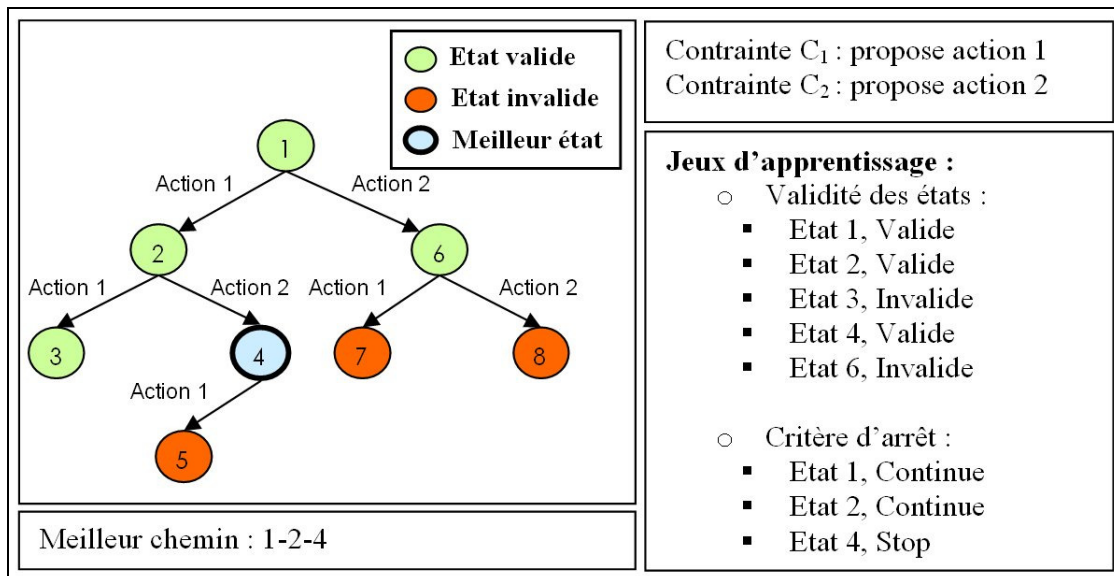 Etat valide
Etat invalide
Meilleur état
1
Action 1
Action 2
2
6
Action 1
Action 2
Action 1
Action 2
3
4
7
8
Action 1
5
Meilleur chemin : 1-2-4
Contrainte C₁ : propose action 1
Contrainte C₂ : propose action 2
Jeux d'apprentissage :
o Validité des états :
▪ Etat 1, Valide
▪ Etat 2, Valide
▪ Etat 3, Invalide
▪ Etat 4, Valide
▪ Etat 6, Invalide
o Critère d'arrêt :
▪ Etat 1, Continue
▪ Etat 2, Continue
▪ Etat 4, Stop